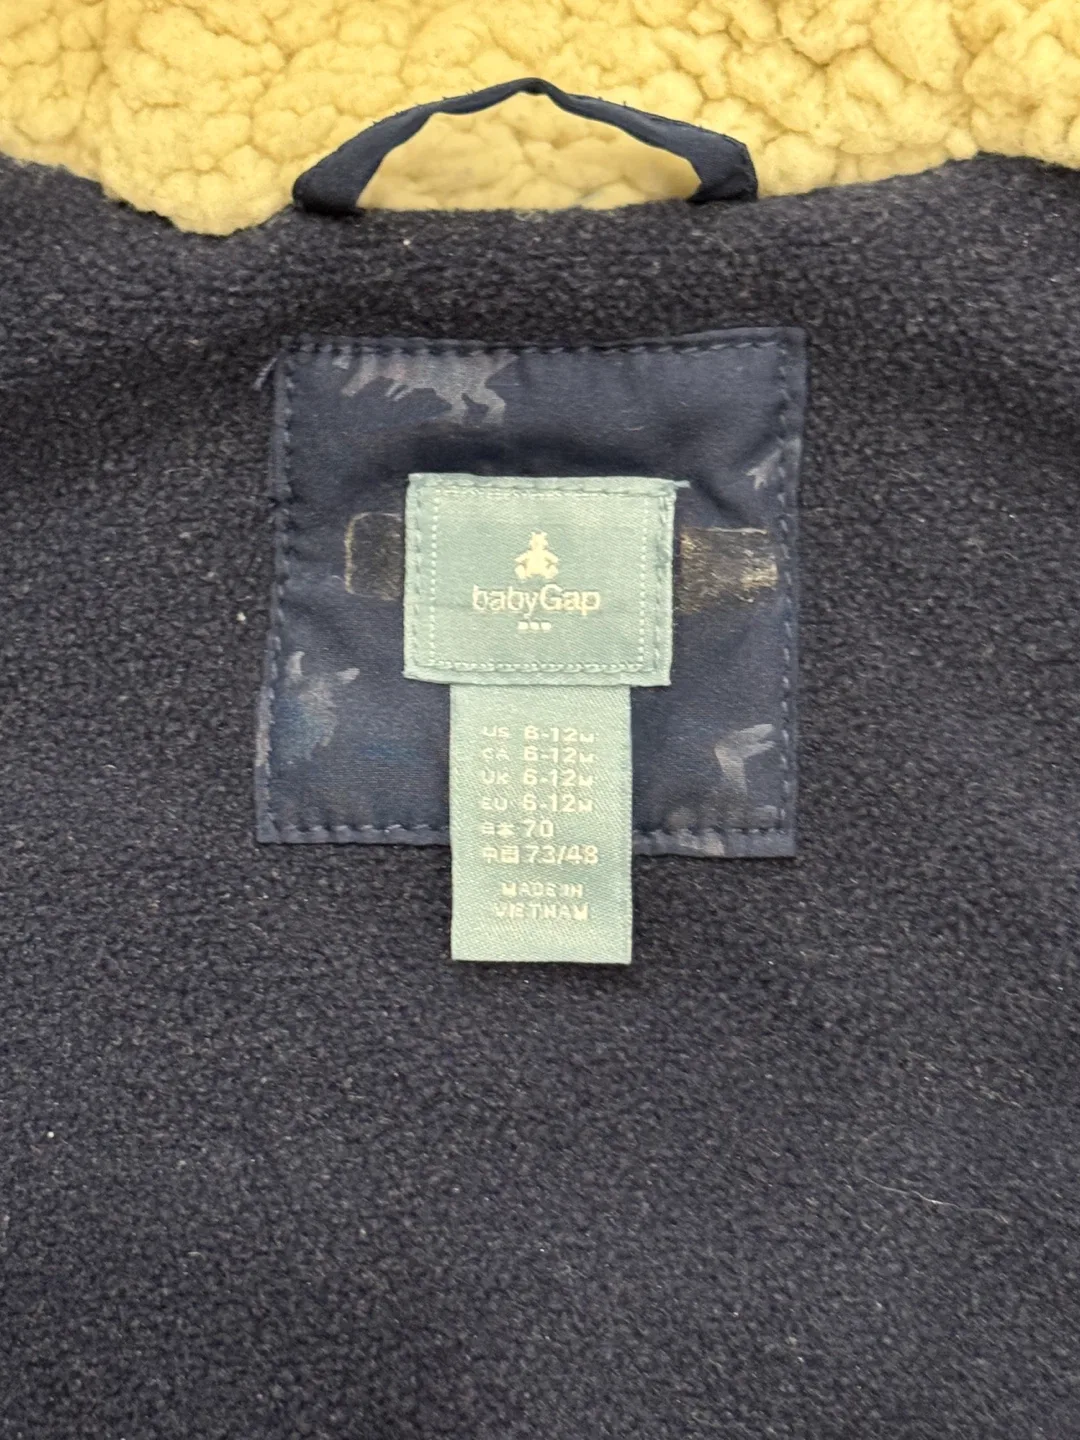 babyGap
US 6-12M
CA 6-12M
UK 6-12M
EU 6-12M
日本 70
中国 73/48
MADE IN
VIETNAM